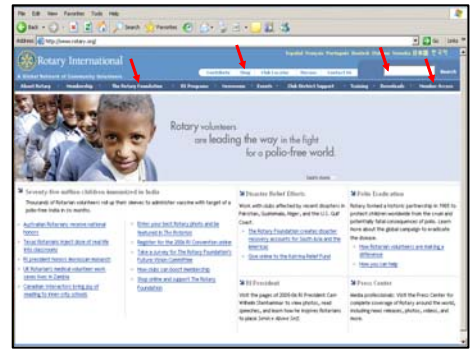 File Edit View Favorites Tools Help
Back Search Favorites
Address http://www.rotary.org/ Go Links
Español Français Português Deutsch Italiano Svenska 日本語 한국어
Rotary International
A Global Network of Community Volunteers
Contribute Shop Club Locator Contact Us Search
About Rotary Membership The Rotary Foundation RI Programs Newsroom Events Club-District Support Training Downloads Member Access
Rotary volunteers
are leading the way in the fight
for a polio-free world.
Learn more
Seventy-five million children immunized in India
Thousands of Rotarian volunteers roll up their sleeves to administer vaccine with target of a
polio-free India in six months.
Australian Rotarians receive national
honors
Texas Rotarians inject dose of real life
into classrooms
RI president honors microscan research
UK Rotarian's medical volunteer work
saves lives in Zambia
Canadian Interactors bring joy of
reading to inner-city schools
Enter your best Rotary photo and be
featured in The Rotarian
Register for the 2006 RI Convention online
Take a survey for The Rotary Foundation's
Future Vision Committee
How clubs can boost membership
Shop online and support The Rotary
Foundation
Disaster Relief Efforts
Work with clubs affected by recent disasters in
Pakistan, Guatemala, Niger, and the U.S. Gulf
Coast.
The Rotary Foundation creates disaster
recovery accounts for South Asia and the
Americas
Give online to the Katrina Relief Fund
RI President
Visit the pages of 2005-06 RI President Carl-
Wilhelm Stenhammar to view photos, read
speeches, and learn how he inspires Rotarians
to place Service Above Self.
Polio Eradication
Rotary formed a historic partnership in 1985 to
protect children worldwide from the cruel and
potentially fatal consequences of polio. Learn
more about the global campaign to eradicate
the disease.
How Rotarian volunteers are making a
difference
How you can help
Press Center
Media professionals: Visit the Press Center for
complete coverage of Rotary around the world,
including news releases, photos, videos, and
more.